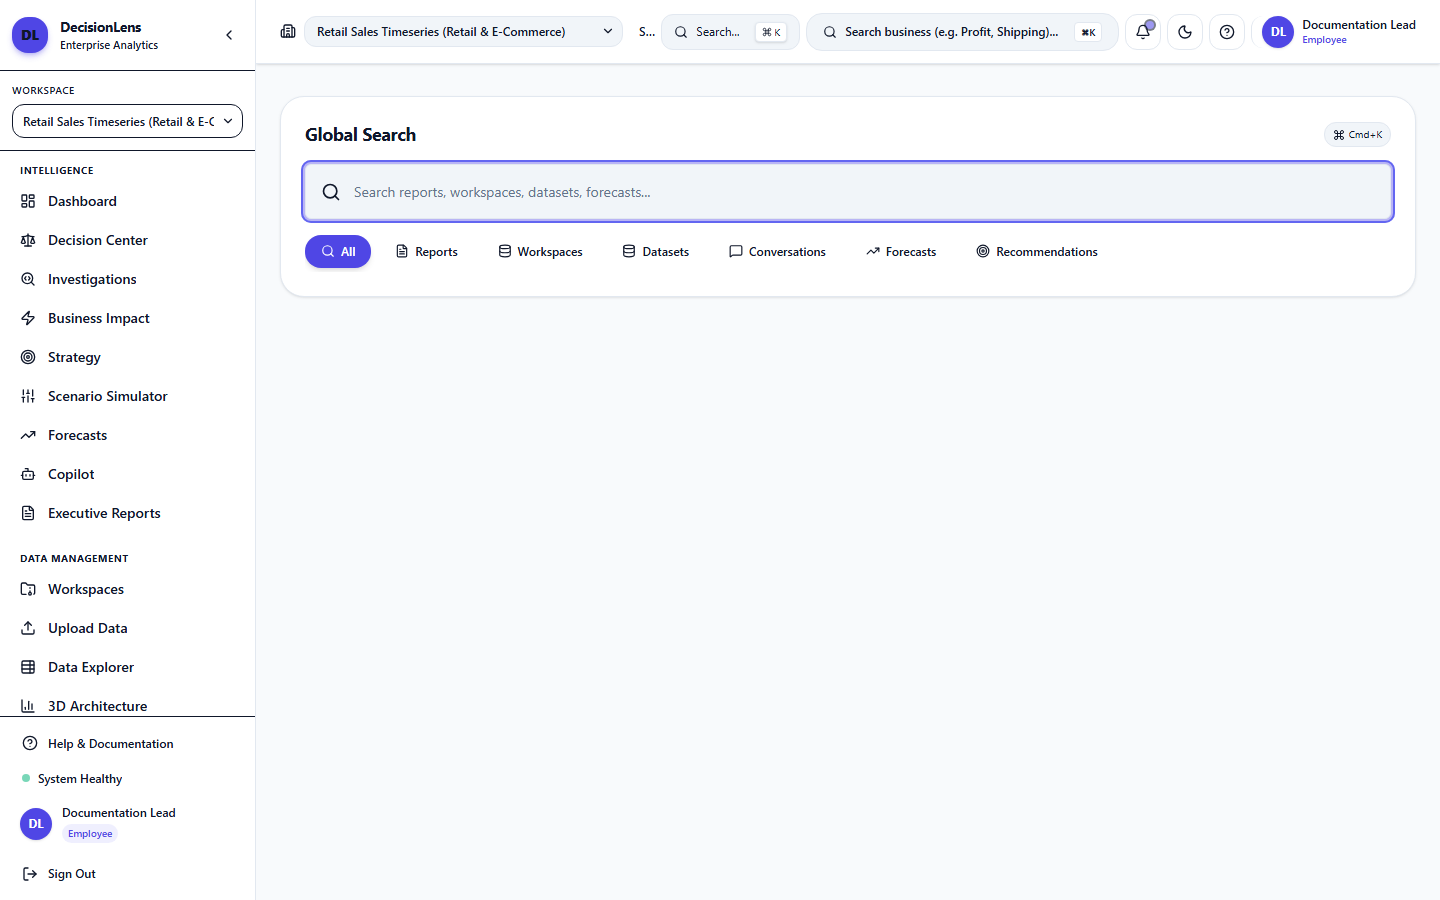 DL
DecisionLens
Enterprise Analytics
WORKSPACE
Retail Sales Timeseries (Retail & E-C
INTELLIGENCE
Dashboard
Decision Center
Investigations
Business Impact
Strategy
Scenario Simulator
Forecasts
Copilot
Executive Reports
DATA MANAGEMENT
Workspaces
Upload Data
Data Explorer
3D Architecture
Help & Documentation
System Healthy
DL
Documentation Lead
Employee
Sign Out
Retail Sales Timeseries (Retail & E-Commerce)
S...
Search...
⌘ K
Search business (e.g. Profit, Shipping)...
⌘K
DL
Documentation Lead
Employee
Global Search
⌘ Cmd+K
Search reports, workspaces, datasets, forecasts...
All
Reports
Workspaces
Datasets
Conversations
Forecasts
Recommendations